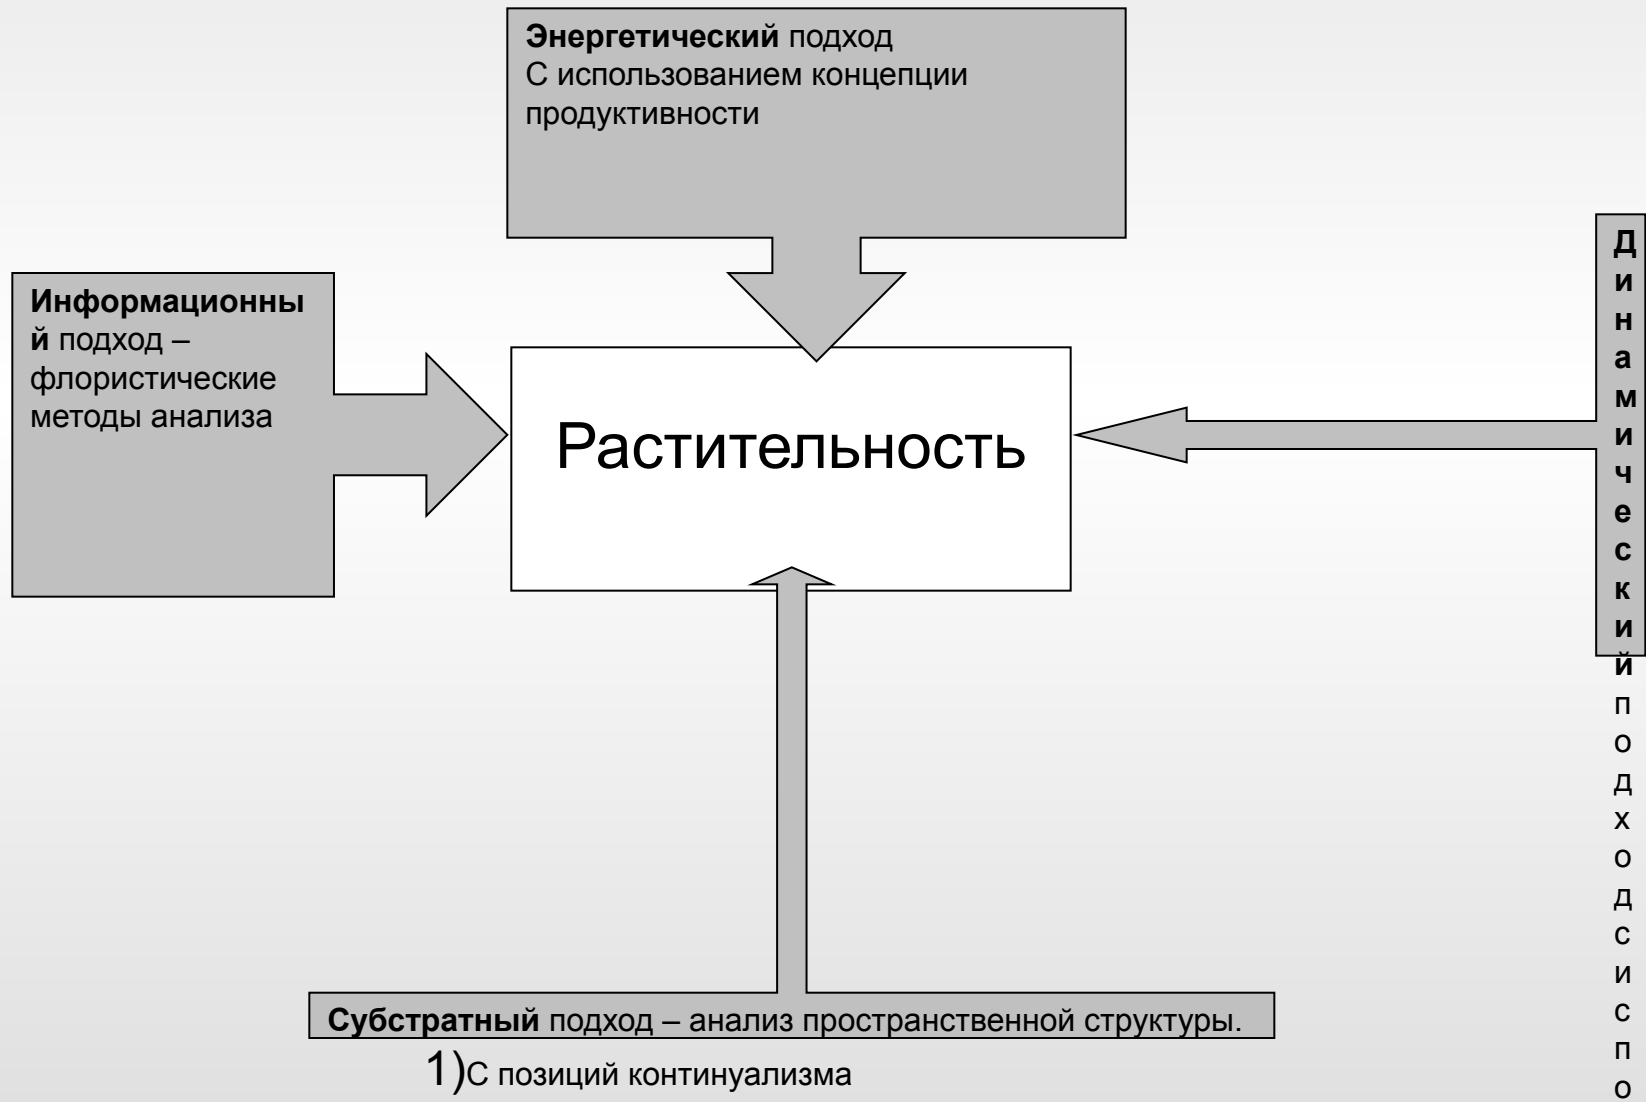 Энергетический подход
С использованием концепции
продуктивности
Информационны
й подход –
флористические
методы анализа
Растительность
Д
и
н
а
м
и
ч
е
с
к
и
й
п
о
д
х
о
д
с
и
с
п
о
Субстратный подход – анализ пространственной структуры.
1)С позиций континуализма